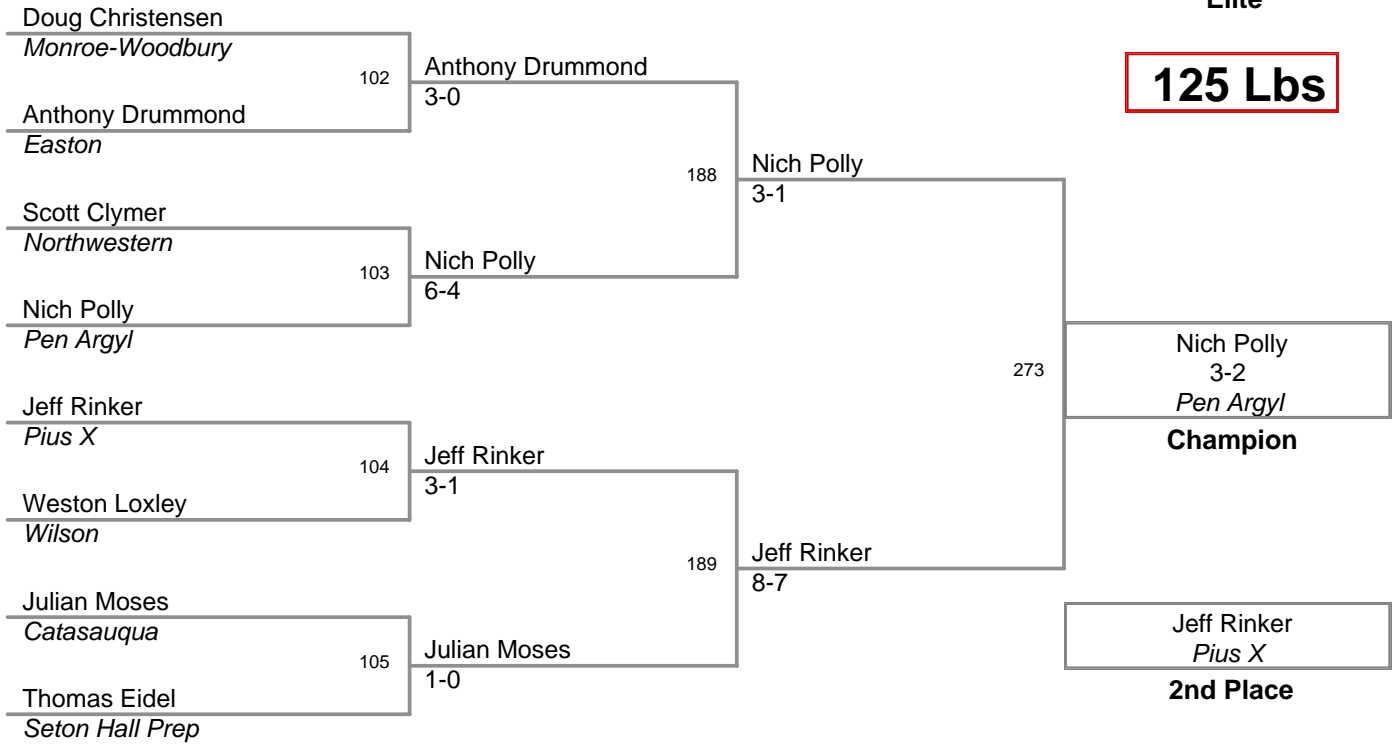 Elite
125 Lbs
Doug Christensen
Monroe-Woodbury
102
Anthony Drummond
3-0
Anthony Drummond
Easton
188
Nich Polly
3-1
Scott Clymer
Northwestern
103
Nich Polly
6-4
Nich Polly
Pen Argyl
273
Nich Polly
3-2
Pen Argyl
Champion
Jeff Rinker
Pius X
104
Jeff Rinker
3-1
Weston Loxley
Wilson
189
Jeff Rinker
8-7
Julian Moses
Catasauqua
105
Julian Moses
1-0
Thomas Eidel
Seton Hall Prep
Jeff Rinker
Pius X
2nd Place